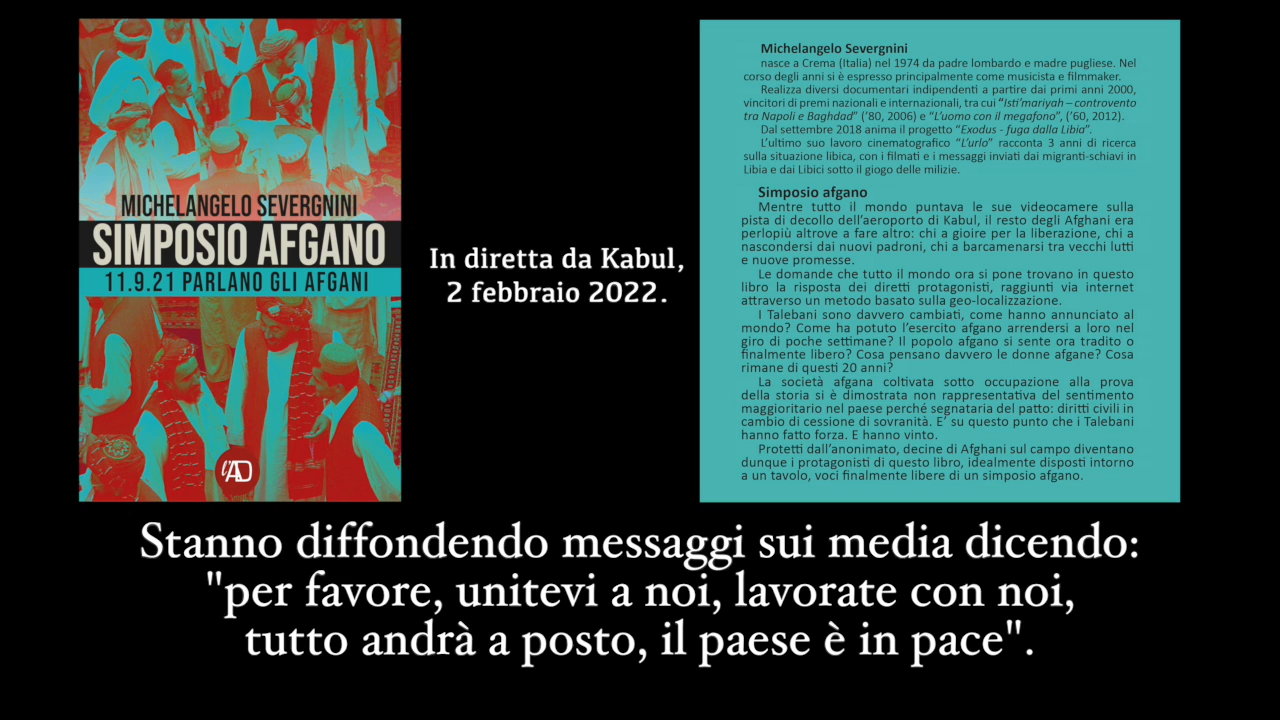 MICHELANGELO SEVERGNINI
SIMPOSIO AFGANO
11.9.21 PARLANO GLI AFGANI
l'AD
In diretta da Kabul,
2 febbraio 2022.
Michelangelo Severgnini
nasce a Crema (Italia) nel 1974 da padre lombardo e madre pugliese. Nel
corso degli anni si è espresso principalmente come musicista e filmmaker.
Realizza diversi documentari indipendenti a partire dai primi anni 2000,
vincitori di premi nazionali e internazionali, tra cui "Isti'mariyah – controvento
tra Napoli e Baghdad" ('80, 2006) e "L'uomo con il megafono", ('60, 2012).
Dal settembre 2018 anima il progetto "Exodus - fuga dalla Libia".
L'ultimo suo lavoro cinematografico "L'urlo" racconta 3 anni di ricerca
sulla situazione libica, con i filmati e i messaggi inviati dai migranti-schiavi in
Libia e dai Libici sotto il giogo delle milizie.
Simposio afgano
Mentre tutto il mondo puntava le sue videocamere sulla
pista di decollo dell'aeroporto di Kabul, il resto degli Afghani era
perlopiù altrove a fare altro: chi a gioire per la liberazione, chi a
nascondersi dai nuovi padroni, chi a barcamenarsi tra vecchi lutti
e nuove promesse.
Le domande che tutto il mondo ora si pone trovano in questo
libro la risposta dei diretti protagonisti, raggiunti via internet
attraverso un metodo basato sulla geo-localizzazione.
I Talebani sono davvero cambiati, come hanno annunciato al
mondo? Come ha potuto l'esercito afgano arrendersi a loro nel
giro di poche settimane? Il popolo afgano si sente ora tradito o
finalmente libero? Cosa pensano davvero le donne afgane? Cosa
rimane di questi 20 anni?
La società afgana coltivata sotto occupazione alla prova
della storia si è dimostrata non rappresentativa del sentimento
maggioritario nel paese perché segnataria del patto: diritti civili in
cambio di cessione di sovranità. E' su questo punto che i Talebani
hanno fatto forza. E hanno vinto.
Protetti dall'anonimato, decine di Afghani sul campo diventano
dunque i protagonisti di questo libro, idealmente disposti intorno
a un tavolo, voci finalmente libere di un simposio afgano.
Stanno diffondendo messaggi sui media dicendo:
"per favore, unitevi a noi, lavorate con noi,
tutto andrà a posto, il paese è in pace".